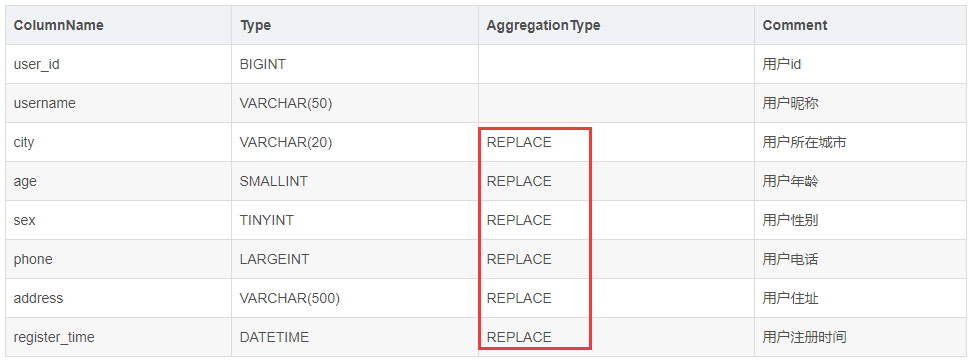 ColumnName Type AggregationType Comment
user_id BIGINT 用户id
username VARCHAR(50) 用户昵称
city VARCHAR(20) REPLACE 用户所在城市
age SMALLINT REPLACE 用户年龄
sex TINYINT REPLACE 用户性别
phone LARGEINT REPLACE 用户电话
address VARCHAR(500) REPLACE 用户住址
register_time DATETIME REPLACE 用户注册时间